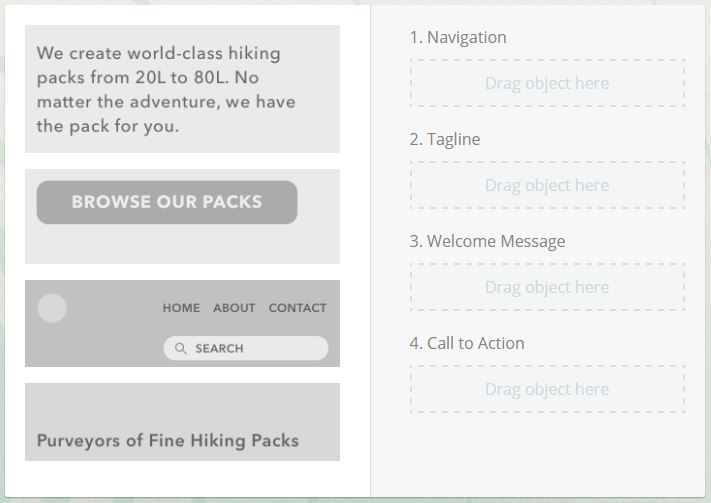 We create world-class hiking
packs from 20L to 80L. No
matter the adventure, we have
the pack for you.
BROWSE OUR PACKS
HOME ABOUT CONTACT
SEARCH
Purveyors of Fine Hiking Packs
1. Navigation
Drag object here
2. Tagline
Drag object here
3. Welcome Message
Drag object here
4. Call to Action
Drag object here